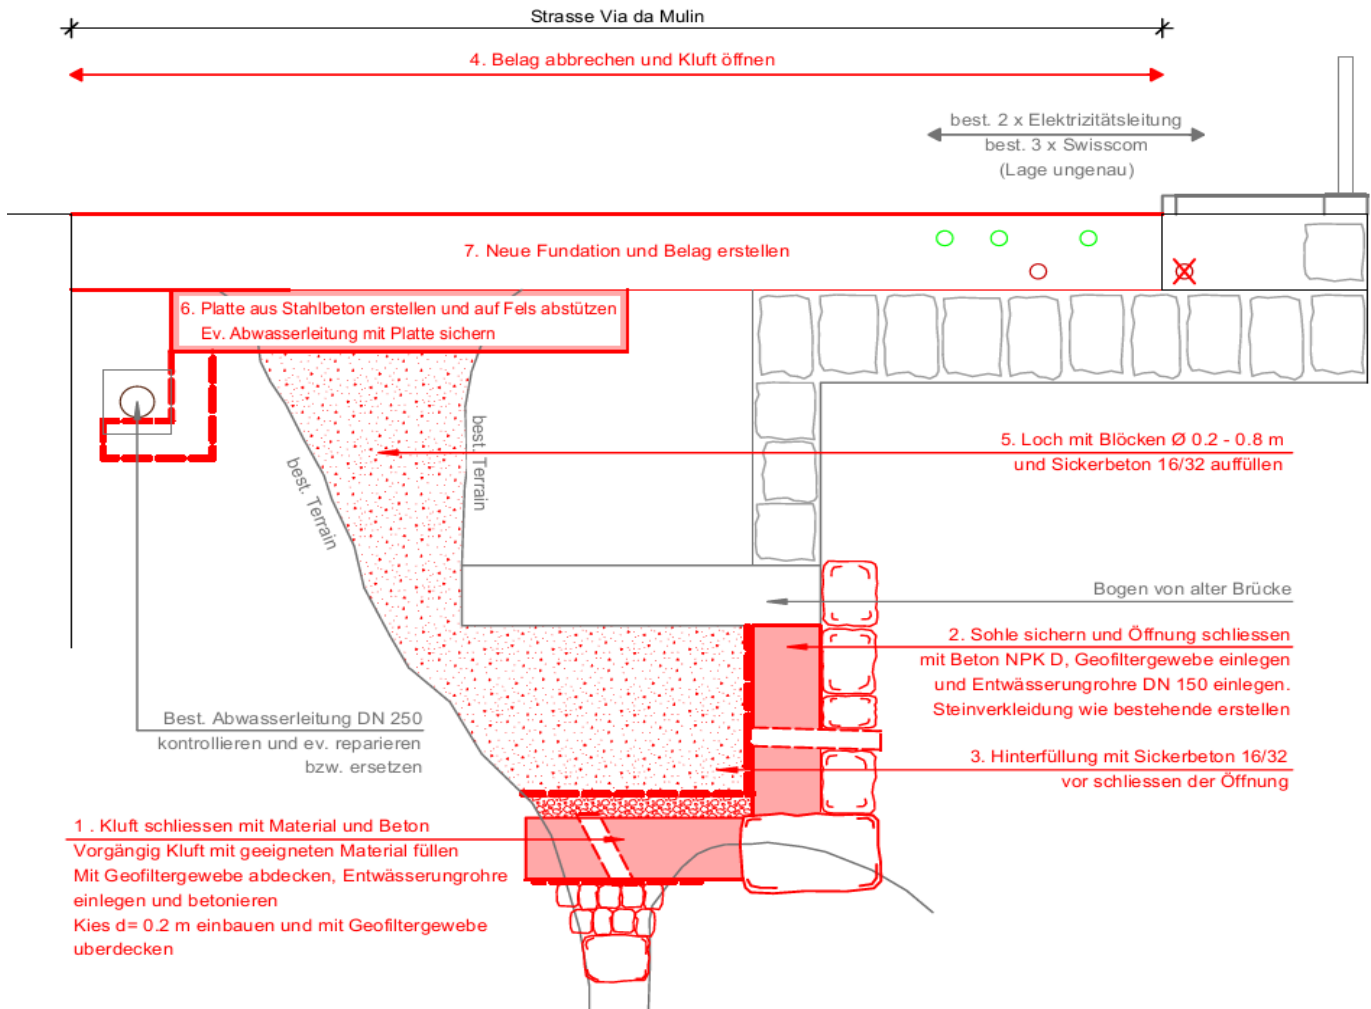 Strasse Via da Mulin
4. Belag abbrechen und Kluft öffnen
best. 2 x Elektrizitätsleitung
best. 3 x Swisscom
(Lage ungenau)
7. Neue Fundation und Belag erstellen
6. Platte aus Stahlbeton erstellen und auf Fels abstützen
Ev. Abwasserleitung mit Platte sichern
best. Terrain
best. Terrain
5. Loch mit Blöcken Ø 0.2 - 0.8 m
und Sickerbeton 16/32 auffüllen
Bogen von alter Brücke
2. Sohle sichern und Öffnung schliessen
mit Beton NPK D, Geofiltergewebe einlegen
und Entwässerungrohre DN 150 einlegen.
Steinverkleidung wie bestehende erstellen
Best. Abwasserleitung DN 250
kontrollieren und ev. reparieren
bzw. ersetzen
3. Hinterfüllung mit Sickerbeton 16/32
vor schliessen der Öffnung
1 . Kluft schliessen mit Material und Beton
Vorgängig Kluft mit geeigneten Material füllen
Mit Geofiltergewebe abdecken, Entwässerungrohre
einlegen und betonieren
Kies d= 0.2 m einbauen und mit Geofiltergewebe
uberdecken